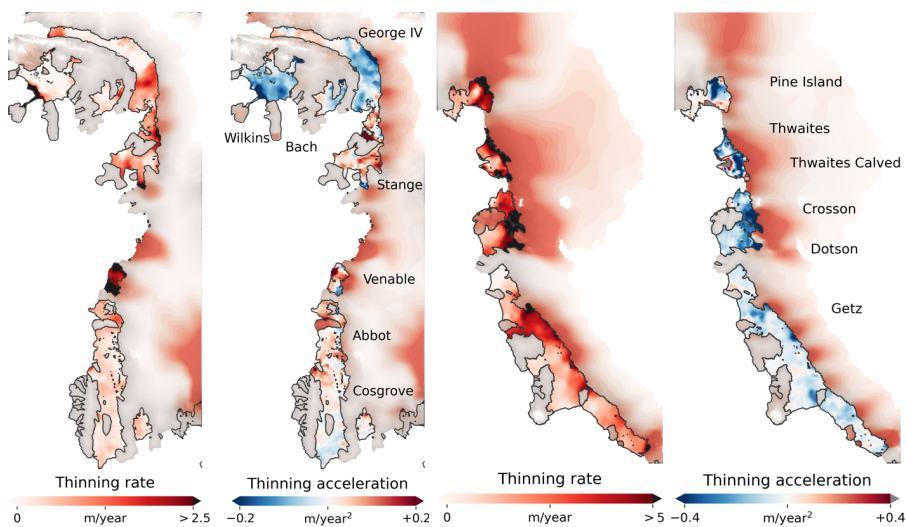 George IV
Wilkins
Bach
Stange
Venable
Abbot
Cosgrove
Pine Island
Thwaites
Thwaites Calved
Crosson
Dotson
Getz
Thinning rate
0 m/year > 2.5
Thinning acceleration
−0.2 m/year² +0.2
Thinning rate
0 m/year > 5
Thinning acceleration
−0.4 m/year² +0.4